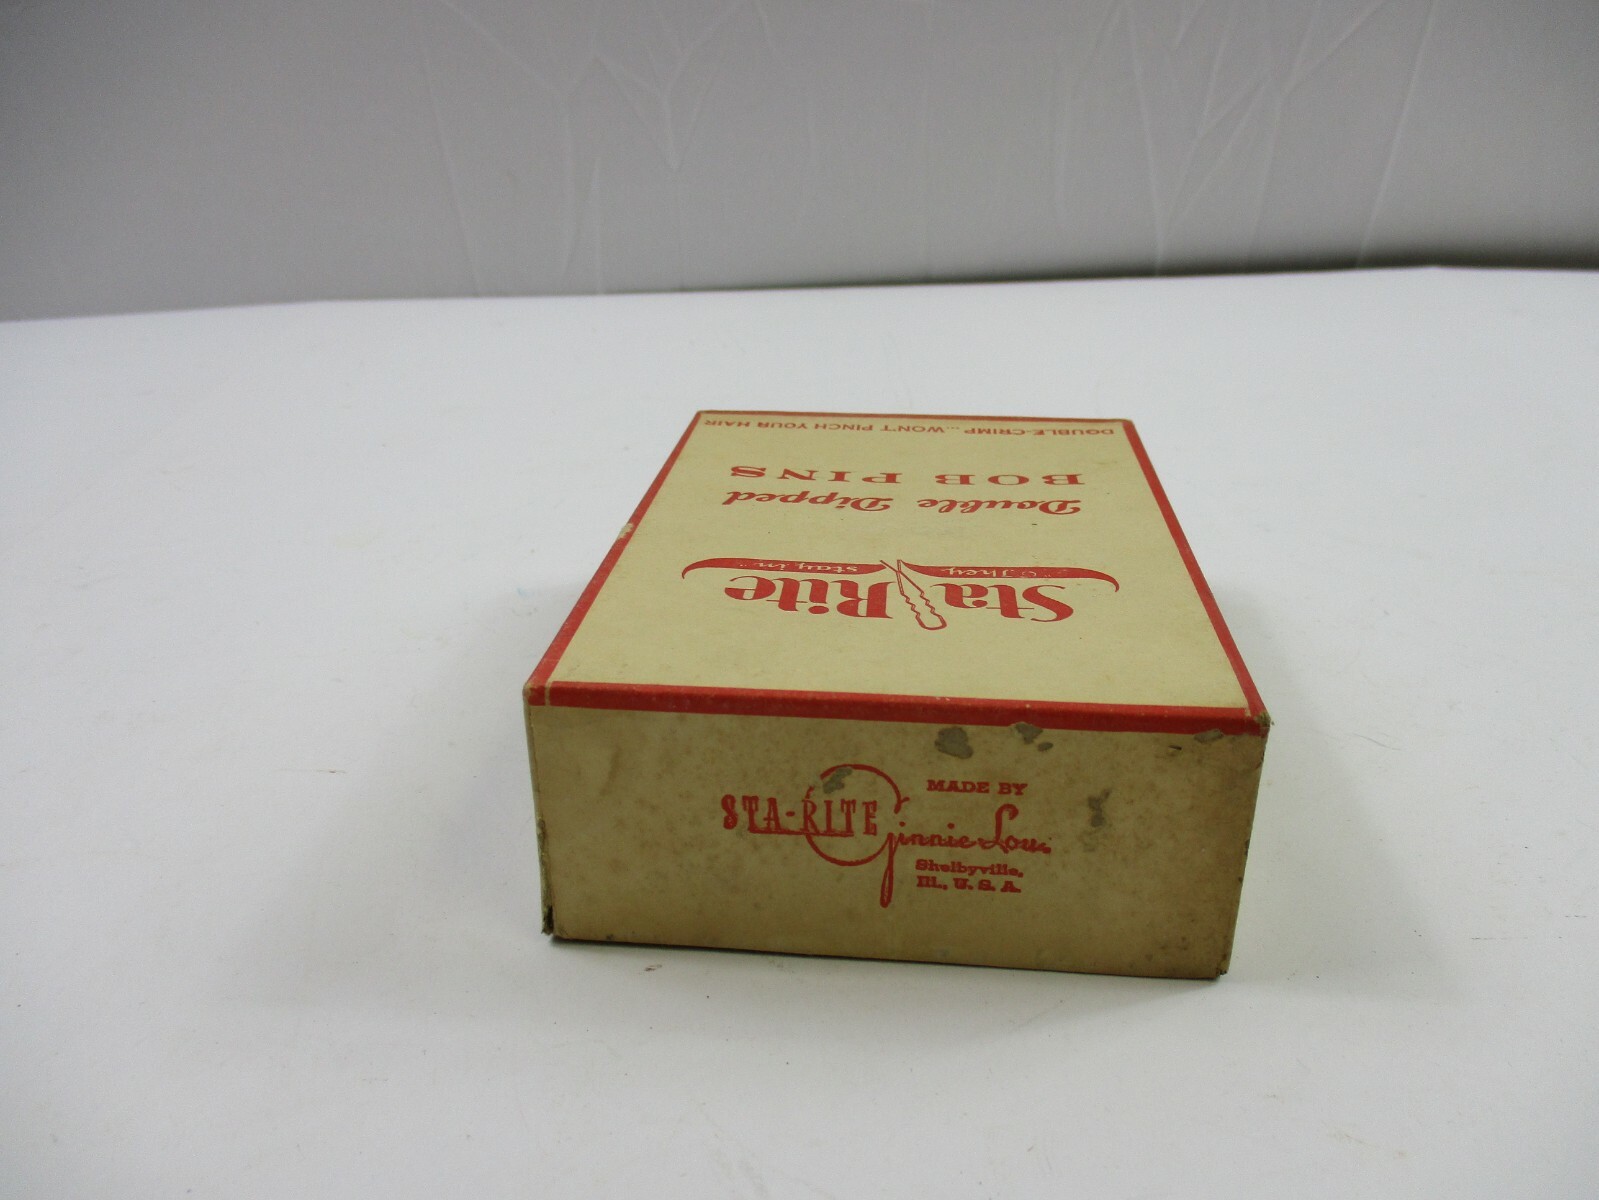 Sta Rite
"They stay in"
Double Dipped
BOB PINS
DOUBLE-CRIMP...WON'T PINCH YOUR HAIR
STA-RITE
MADE BY
Ginnie-Lou.
Shelbyville,
Ill., U. S. A.